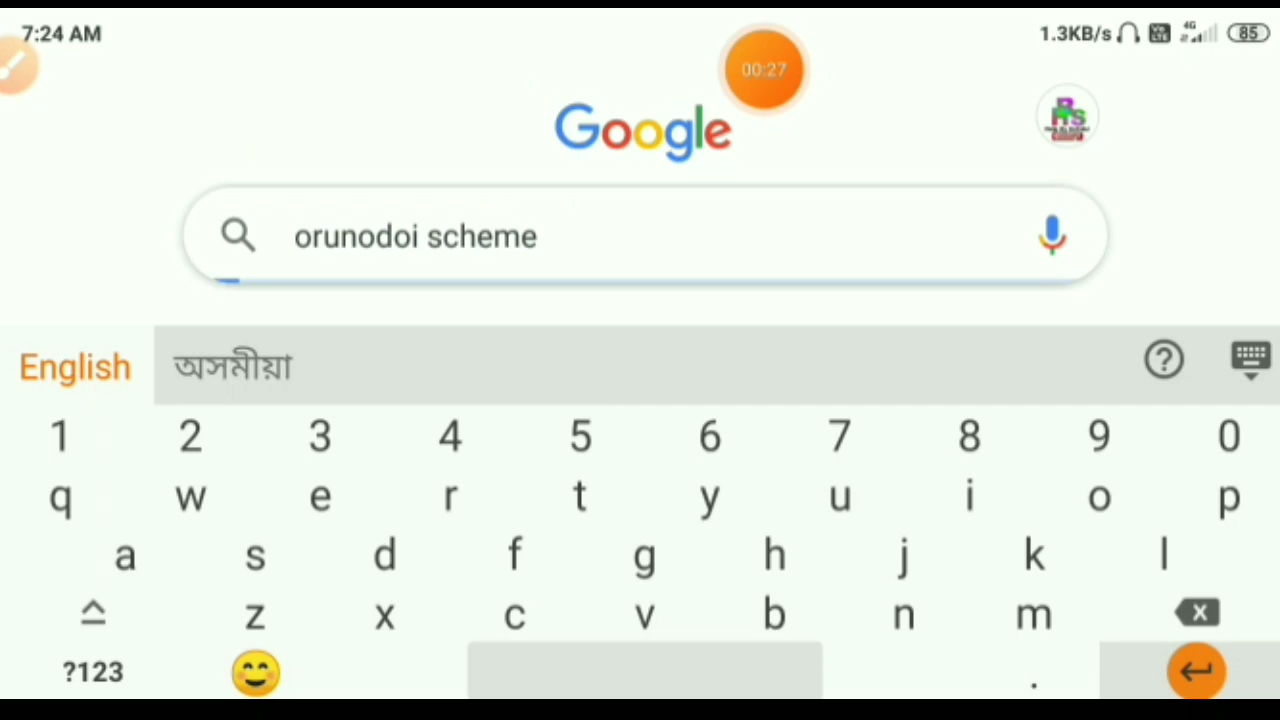 7:24 AM
1.3KB/s 4G 85
00:27
Google
orunodoi scheme
English অসমীয়া
1 2 3 4 5 6 7 8 9 0
q w e r t y u i o p
a s d f g h j k l
z x c v b n m
?123 .